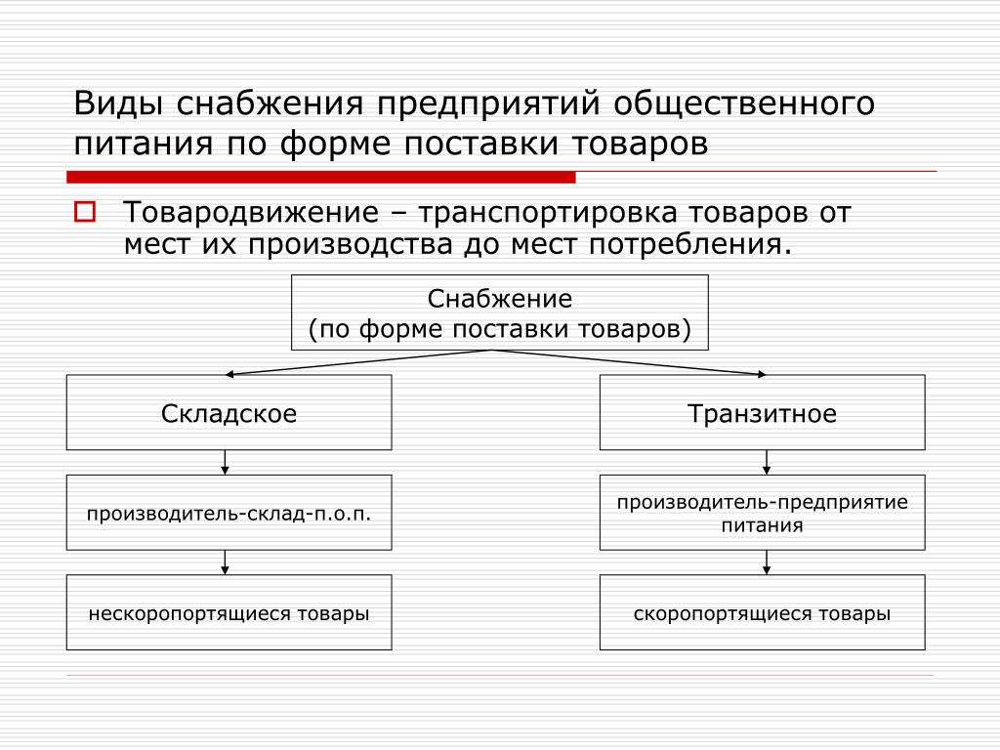 Виды снабжения предприятий общественного
питания по форме поставки товаров
Товародвижение – транспортировка товаров от
мест их производства до мест потребления.
Снабжение
(по форме поставки товаров)
Складское
Транзитное
производитель-склад-п.о.п.
производитель-предприятие
питания
нескоропортящиеся товары
скоропортящиеся товары